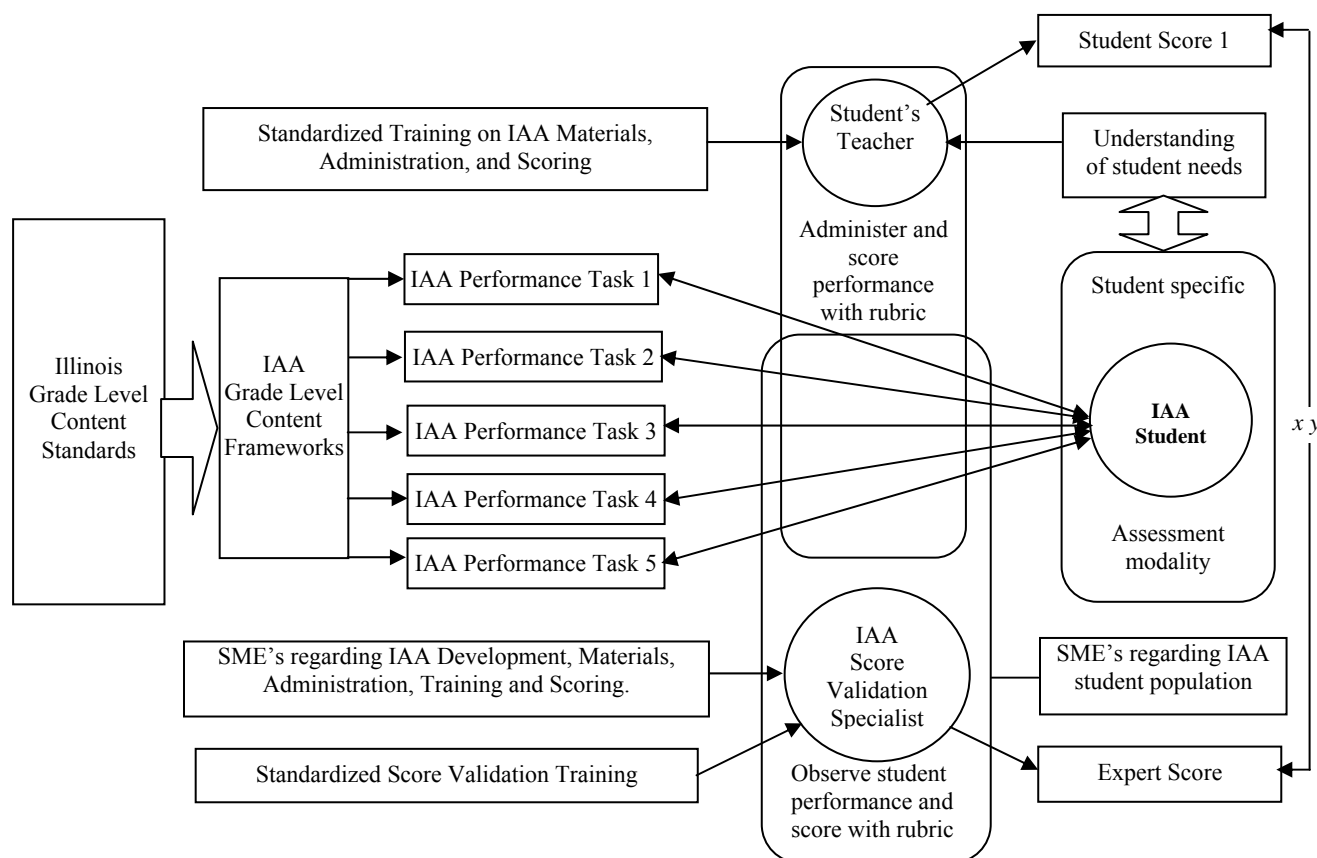 Student Score 1
Standardized Training on IAA Materials,
Administration, and Scoring
Student's
Teacher
Understanding
of student needs
Administer and
score
performance
with rubric
Illinois
Grade Level
Content
Standards
IAA
Grade Level
Content
Frameworks
IAA Performance Task 1
IAA Performance Task 2
IAA Performance Task 3
IAA Performance Task 4
IAA Performance Task 5
Student specific
IAA
Student
Assessment
modality
x y
SME's regarding IAA Development, Materials,
Administration, Training and Scoring.
Standardized Score Validation Training
IAA
Score
Validation
Specialist
Observe student
performance and
score with rubric
SME's regarding IAA
student population
Expert Score